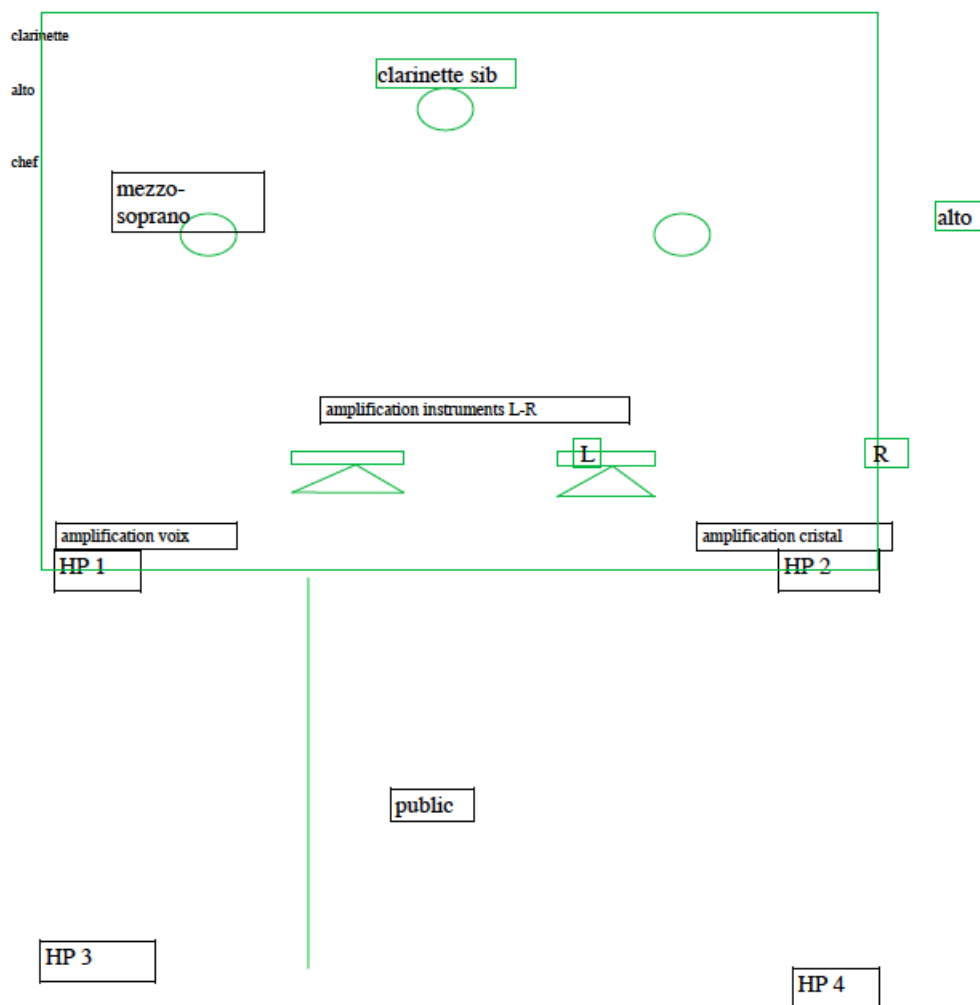 clarinette
clarinette sib
alto
chef
mezzo-
soprano
alto
amplification instruments L-R
L
R
amplification voix
amplification cristal
HP 1
HP 2
public
HP 3
HP 4